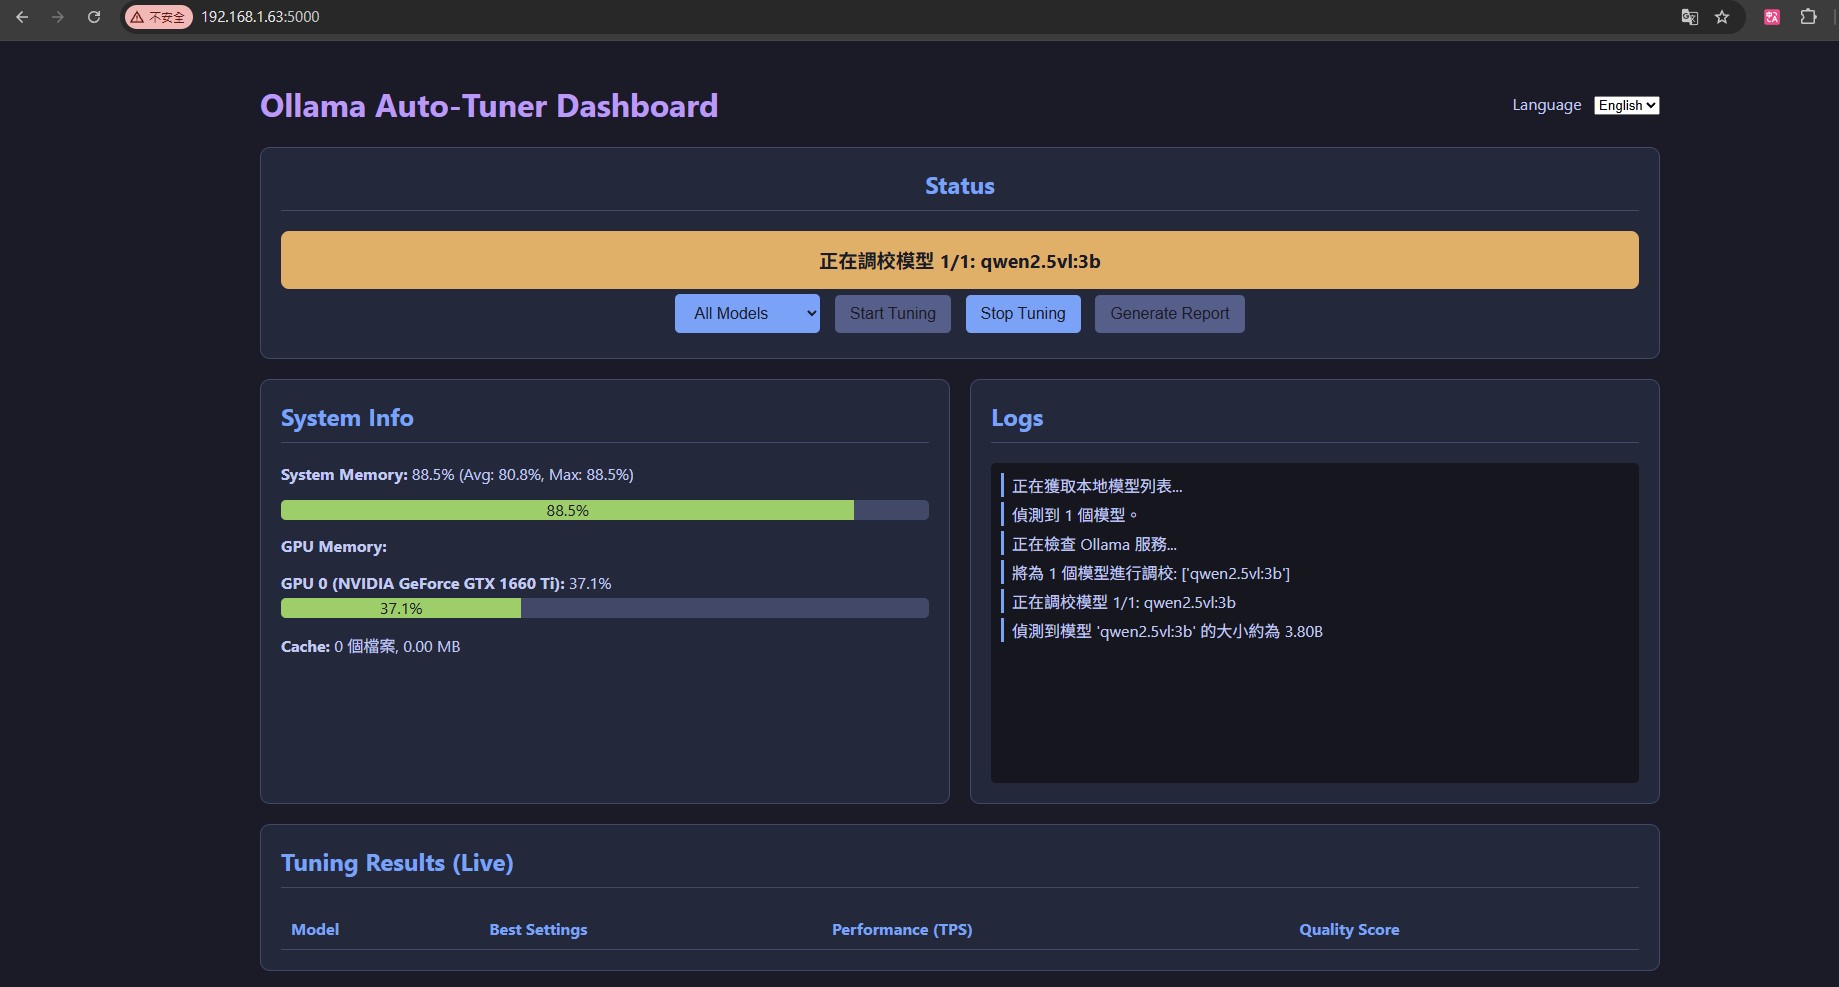 不安全 192.168.1.63:5000
Ollama Auto-Tuner Dashboard
Language English
Status
正在調校模型 1/1: qwen2.5vl:3b
All Models Start Tuning Stop Tuning Generate Report
System Info
System Memory: 88.5% (Avg: 80.8%, Max: 88.5%)
88.5%
GPU Memory:
GPU 0 (NVIDIA GeForce GTX 1660 Ti): 37.1%
37.1%
Cache: 0 個檔案, 0.00 MB
Logs
正在獲取本地模型列表...
偵測到 1 個模型。
正在檢查 Ollama 服務...
將為 1 個模型進行調校: ['qwen2.5vl:3b']
正在調校模型 1/1: qwen2.5vl:3b
偵測到模型 'qwen2.5vl:3b' 的大小約為 3.80B
Tuning Results (Live)
Model Best Settings Performance (TPS) Quality Score